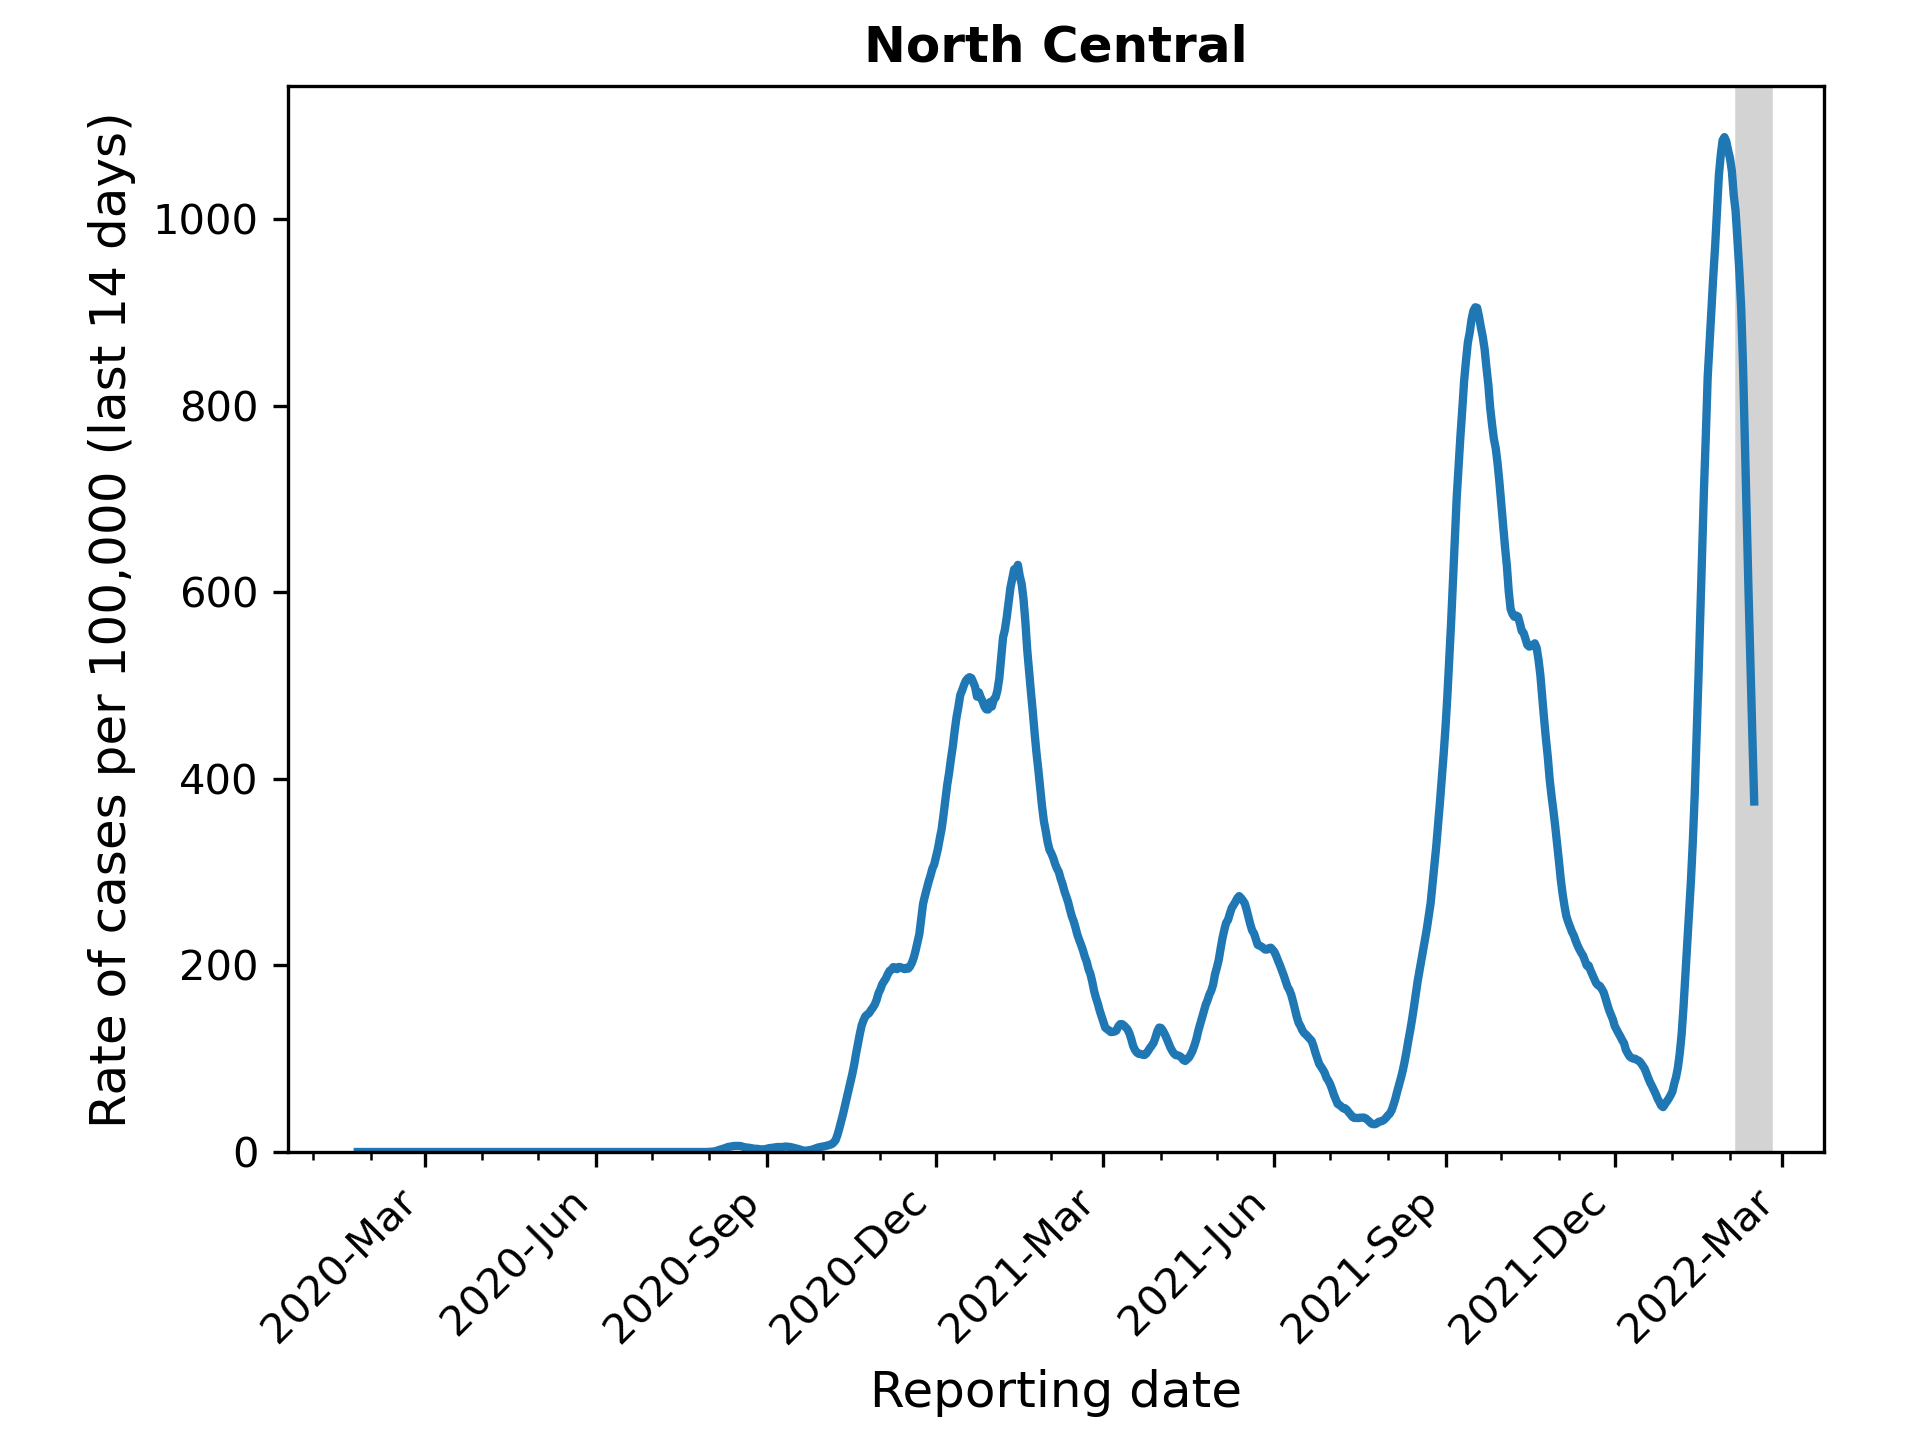 North Central
Rate of cases per 100,000 (last 14 days)
1000
800
600
400
200
0
2020-Mar
2020-Jun
2020-Sep
2020-Dec
2021-Mar
2021-Jun
2021-Sep
2021-Dec
2022-Mar
Reporting date